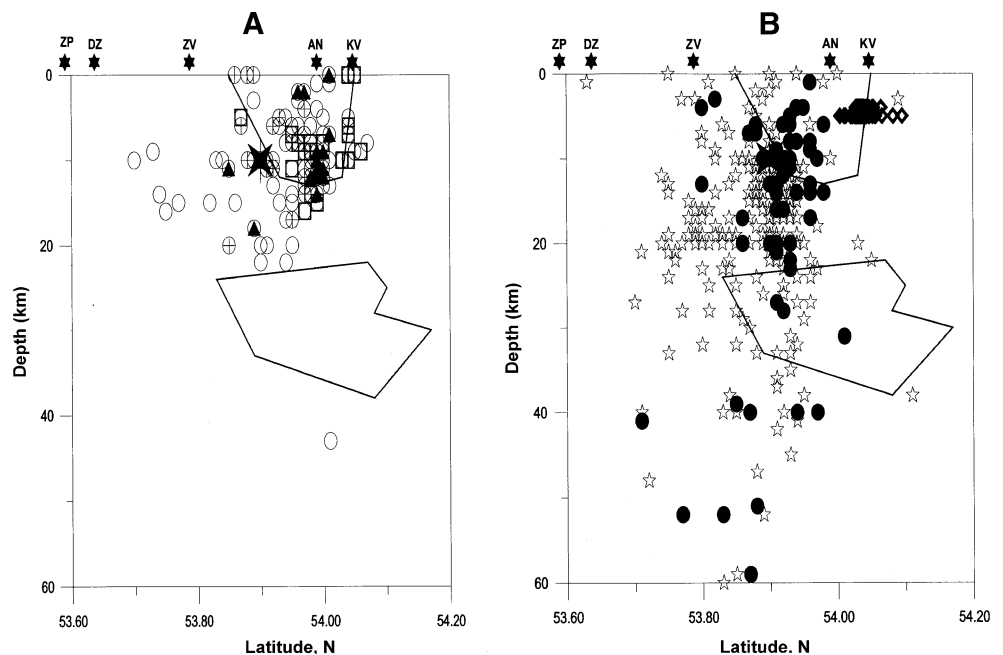 A
B
ZP DZ ZV AN KV
ZP DZ ZV AN KV
0
20
40
60
Depth (km)
53.60 53.80 54.00 54.20
Latitude, N
0
20
40
60
Depth (km)
53.60 53.80 54.00 54.20
Latitude, N